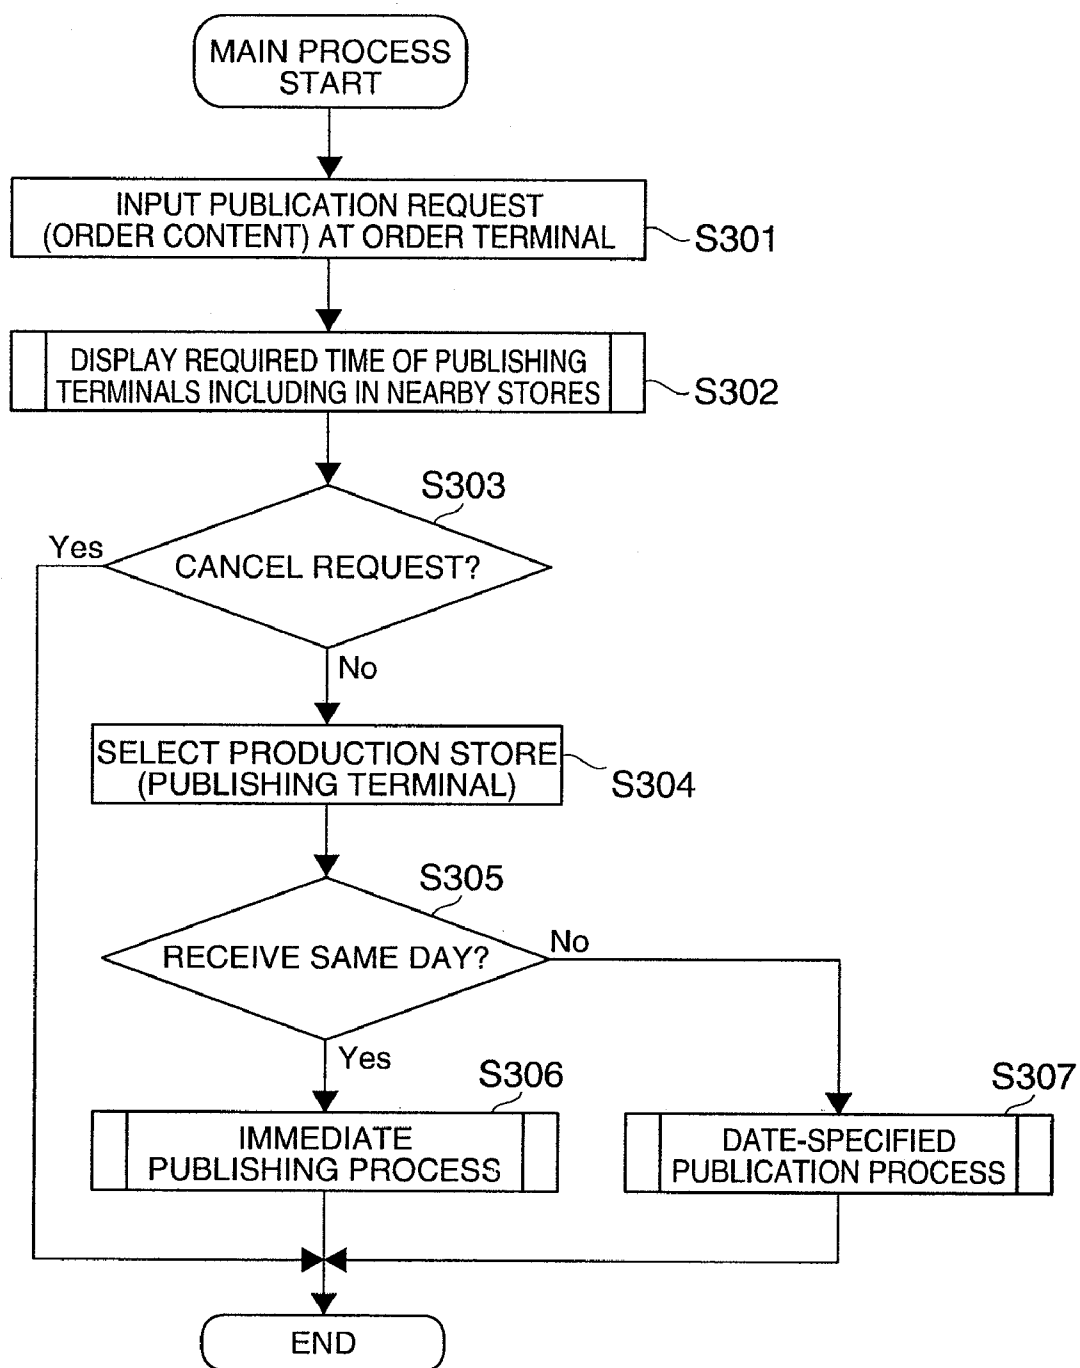 MAIN PROCESS
START
INPUT PUBLICATION REQUEST
(ORDER CONTENT) AT ORDER TERMINAL
S301
DISPLAY REQUIRED TIME OF PUBLISHING
TERMINALS INCLUDING IN NEARBY STORES
S302
S303
Yes
CANCEL REQUEST?
No
SELECT PRODUCTION STORE
(PUBLISHING TERMINAL)
S304
S305
RECEIVE SAME DAY?
No
Yes
S306
S307
IMMEDIATE
PUBLISHING PROCESS
DATE-SPECIFIED
PUBLICATION PROCESS
END